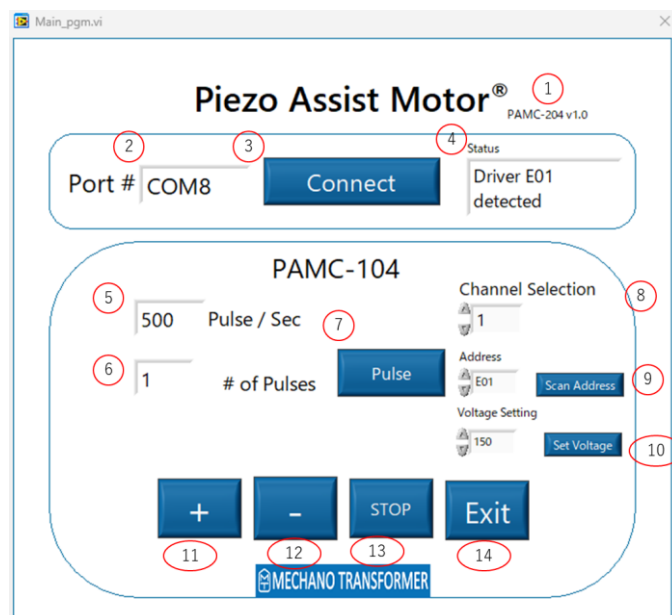 Main_pgm.vi
Piezo Assist Motor®
1
PAMC-204 v1.0
2
3
4
Status
Port #
COM8
Connect
Driver E01
detected
PAMC-104
5
Channel Selection
8
500
Pulse / Sec
7
1
6
1
# of Pulses
Pulse
Address
E01
Scan Address
9
Voltage Setting
150
Set Voltage
10
+
-
STOP
Exit
11
12
13
14
MECHANO TRANSFORMER